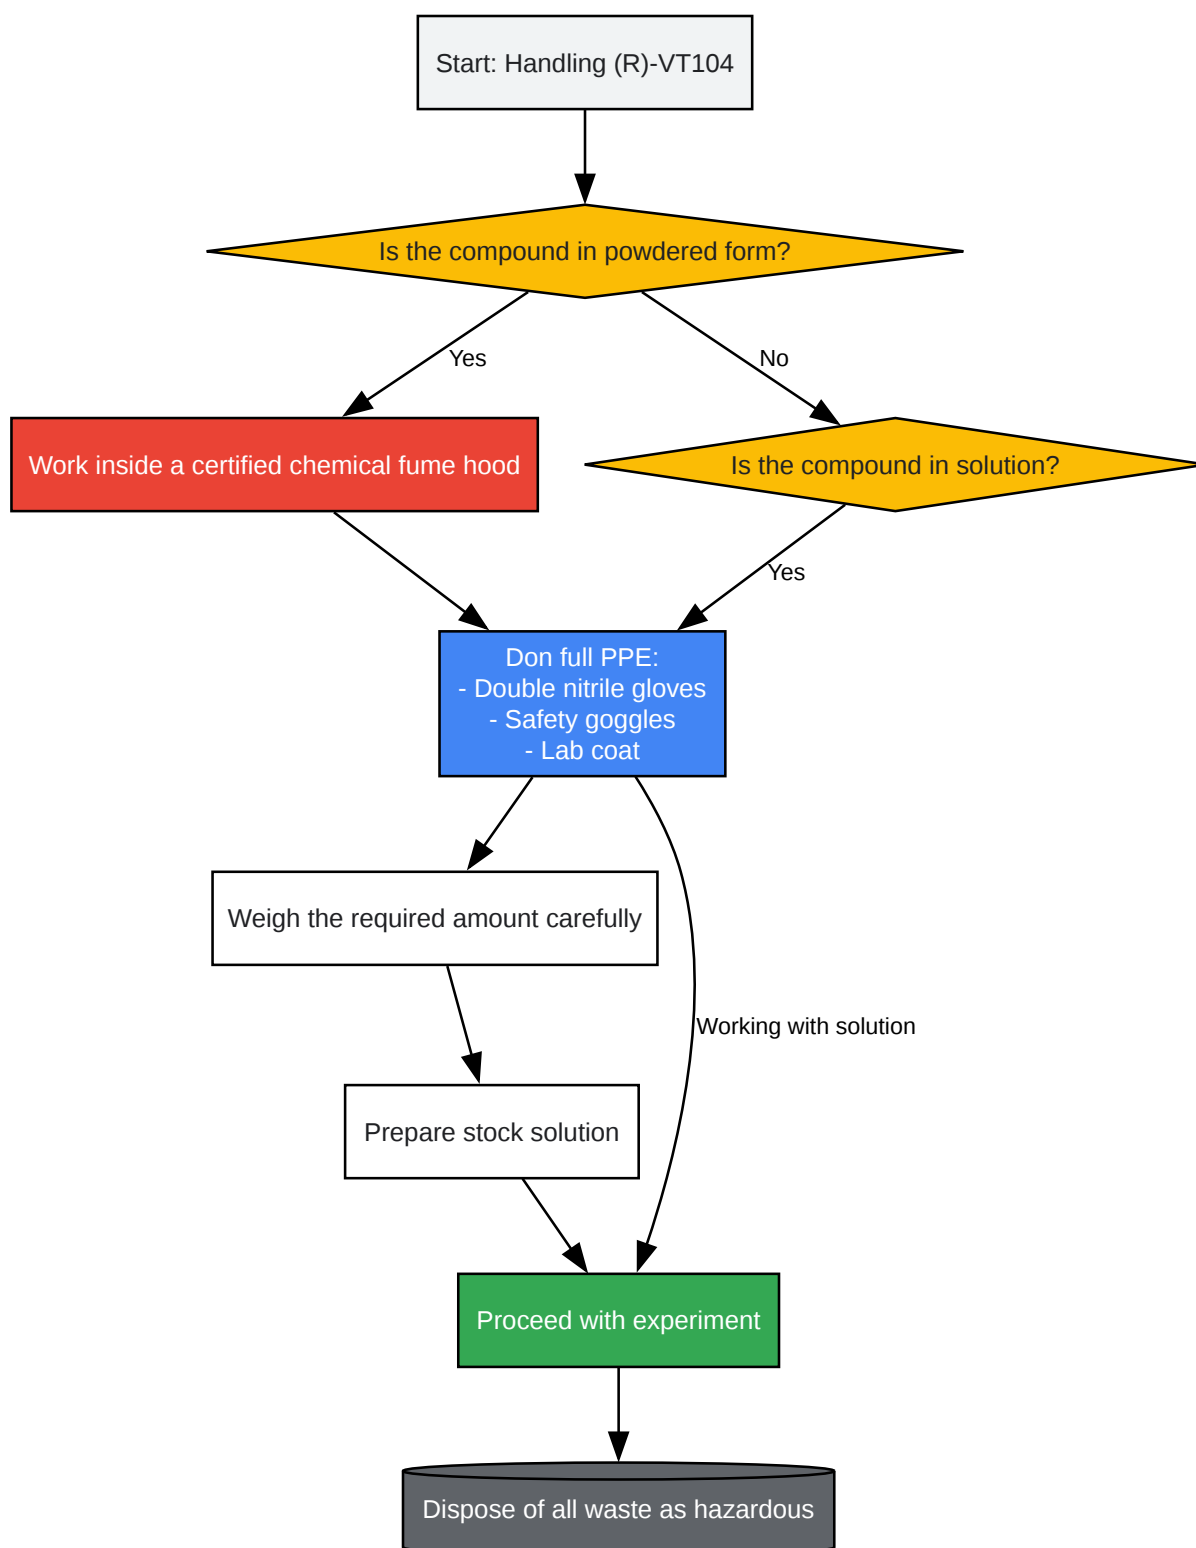 Start: Handling (R)-VT104
Is the compound in powdered form?
Yes
No
Work inside a certified chemical fume hood
Is the compound in solution?
Yes
Don full PPE:
- Double nitrile gloves
- Safety goggles
- Lab coat
Weigh the required amount carefully
Working with solution
Prepare stock solution
Proceed with experiment
Dispose of all waste as hazardous